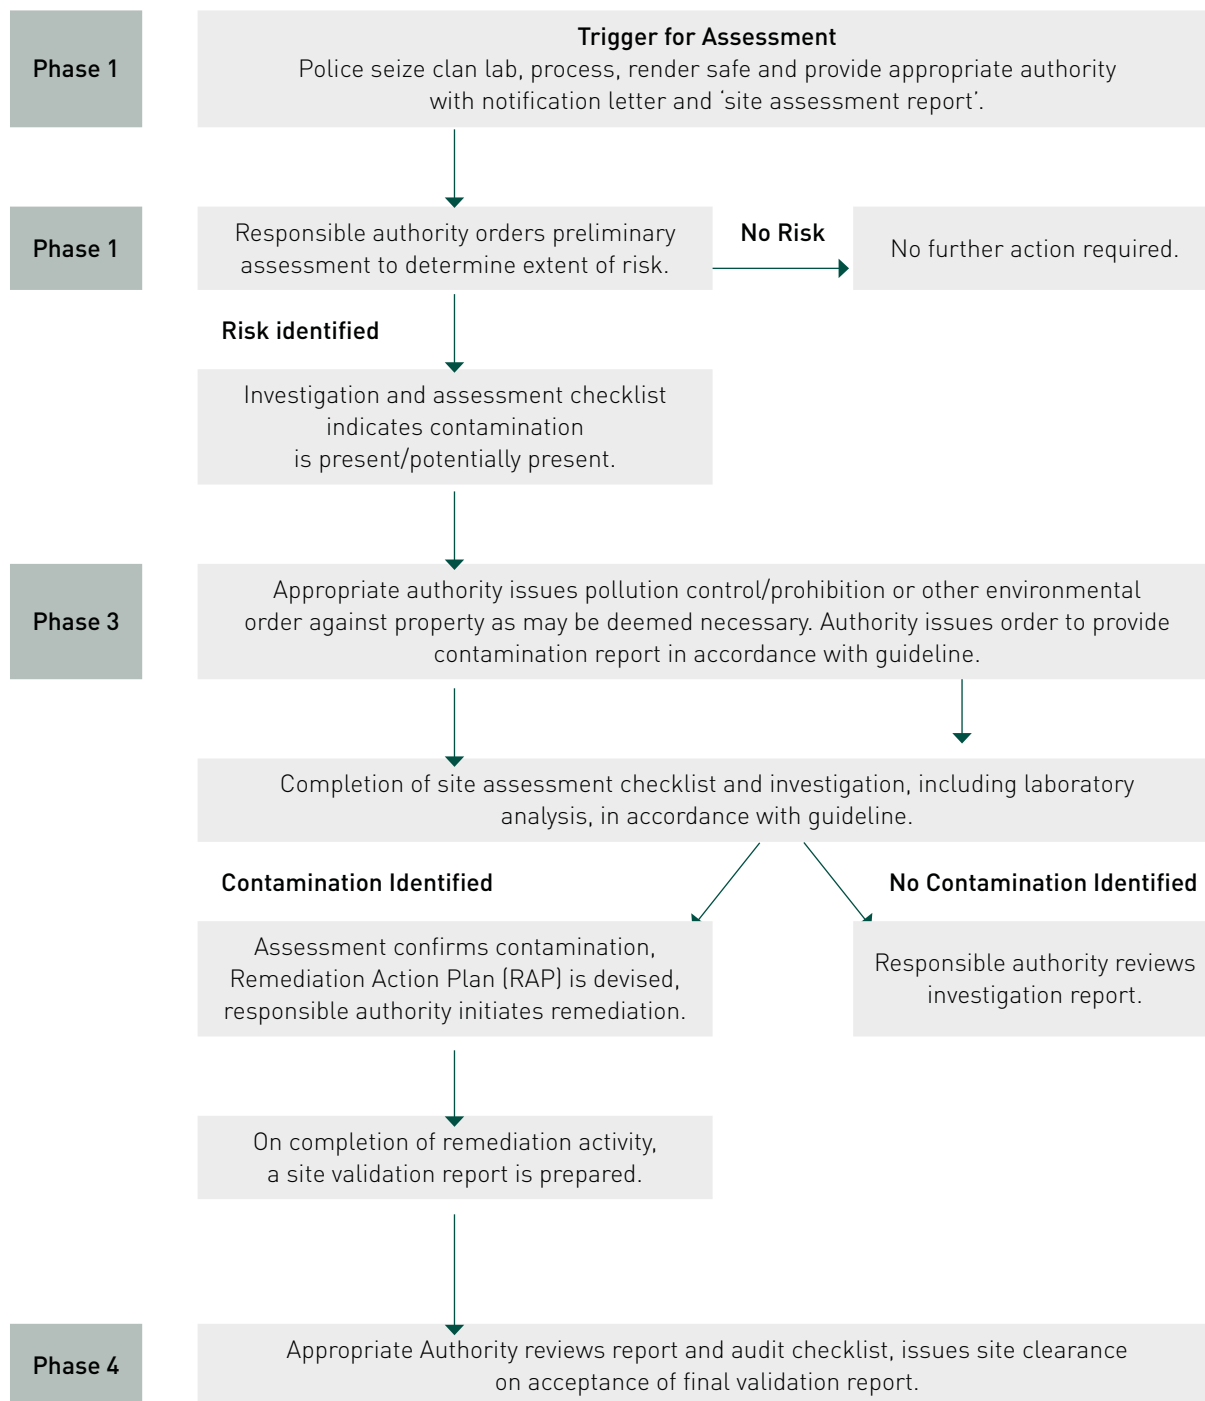 Phase 1
Trigger for Assessment
Police seize clan lab, process, render safe and provide appropriate authority
with notification letter and ‘site assessment report’.
Phase 1
Responsible authority orders preliminary
assessment to determine extent of risk.
No Risk
No further action required.
Risk identified
Investigation and assessment checklist
indicates contamination
is present/potentially present.
Phase 3
Appropriate authority issues pollution control/prohibition or other environmental
order against property as may be deemed necessary. Authority issues order to provide
contamination report in accordance with guideline.
Completion of site assessment checklist and investigation, including laboratory
analysis, in accordance with guideline.
Contamination Identified
No Contamination Identified
Assessment confirms contamination,
Remediation Action Plan (RAP) is devised,
responsible authority initiates remediation.
Responsible authority reviews
investigation report.
On completion of remediation activity,
a site validation report is prepared.
Phase 4
Appropriate Authority reviews report and audit checklist, issues site clearance
on acceptance of final validation report.